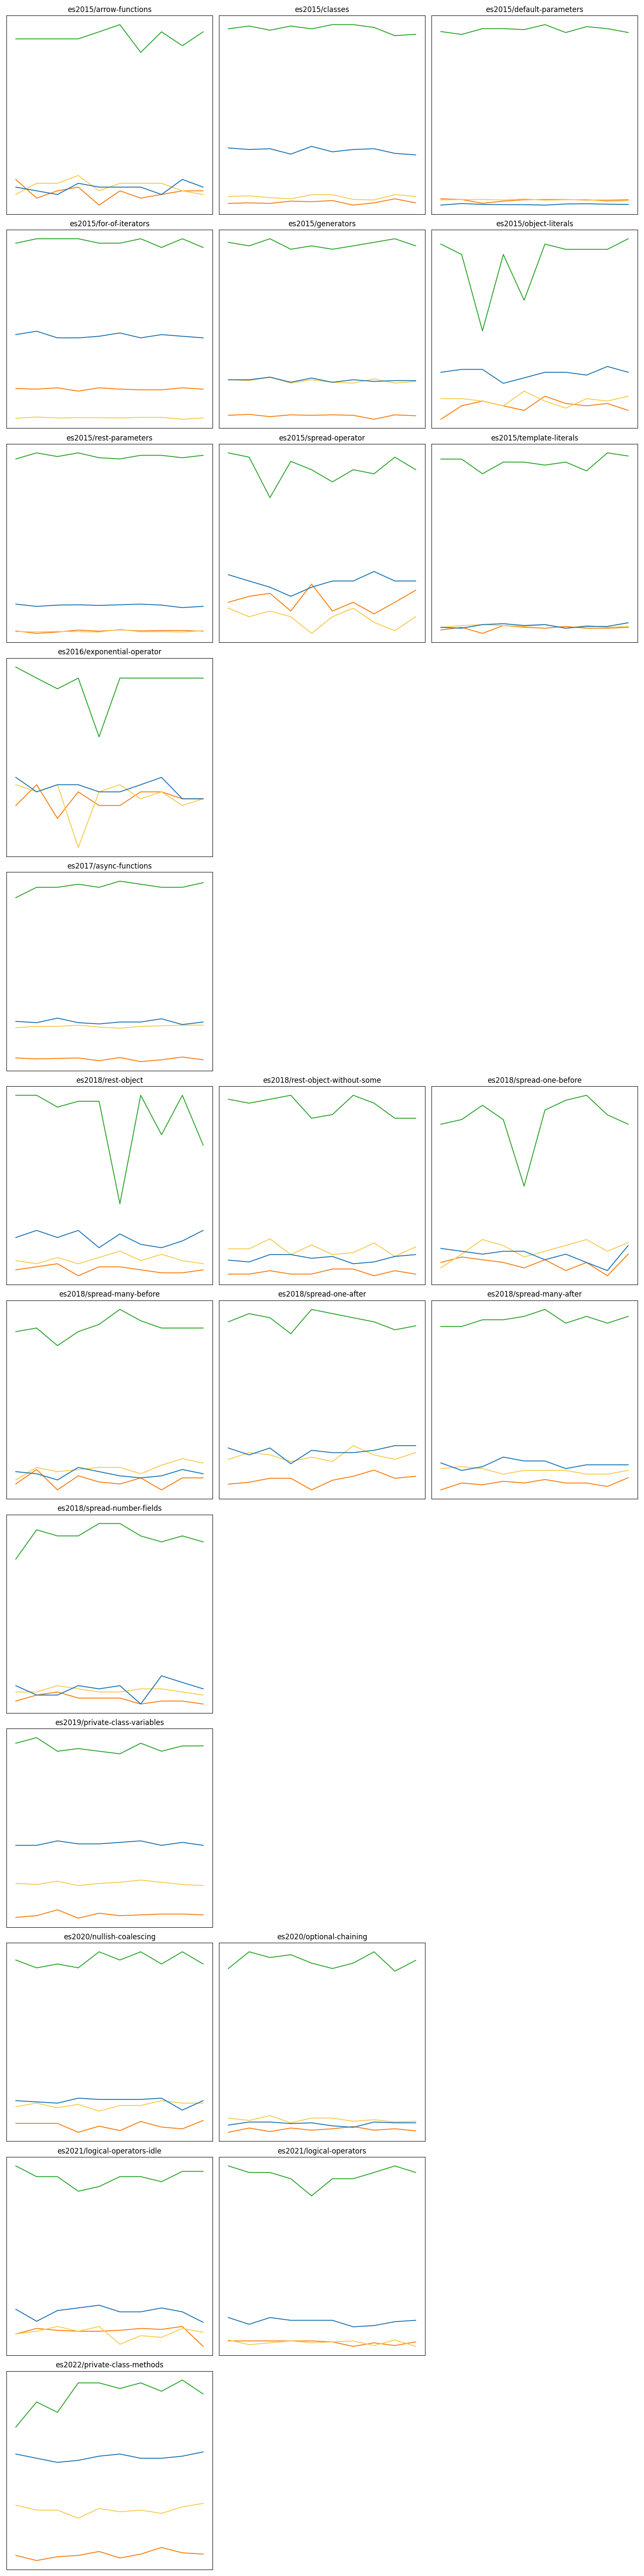 es2015/arrow-functions
es2015/classes
es2015/default-parameters
es2015/for-of-iterators
es2015/generators
es2015/object-literals
es2015/rest-parameters
es2015/spread-operator
es2015/template-literals
es2016/exponential-operator
es2017/async-functions
es2018/rest-object
es2018/rest-object-without-some
es2018/spread-one-before
es2018/spread-many-before
es2018/spread-one-after
es2018/spread-many-after
es2018/spread-number-fields
es2019/private-class-variables
es2020/nullish-coalescing
es2020/optional-chaining
es2021/logical-operators-idle
es2021/logical-operators
es2022/private-class-methods